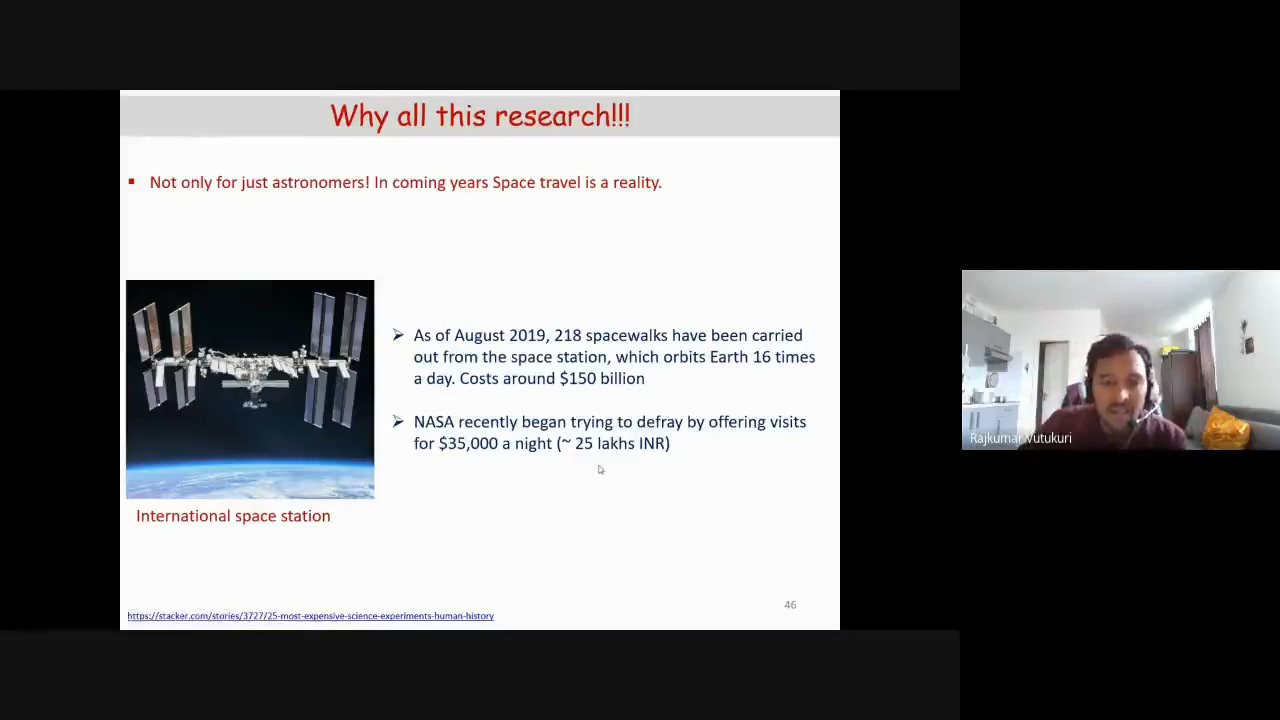 Why all this research!!!
Not only for just astronomers! In coming years Space travel is a reality.
As of August 2019, 218 spacewalks have been carried
out from the space station, which orbits Earth 16 times
a day. Costs around $150 billion
NASA recently began trying to defray by offering visits
for $35,000 a night (~ 25 lakhs INR)
International space station
https://stacker.com/stories/3727/25-most-expensive-science-experiments-human-history
46
Rajkumar Vutukuri